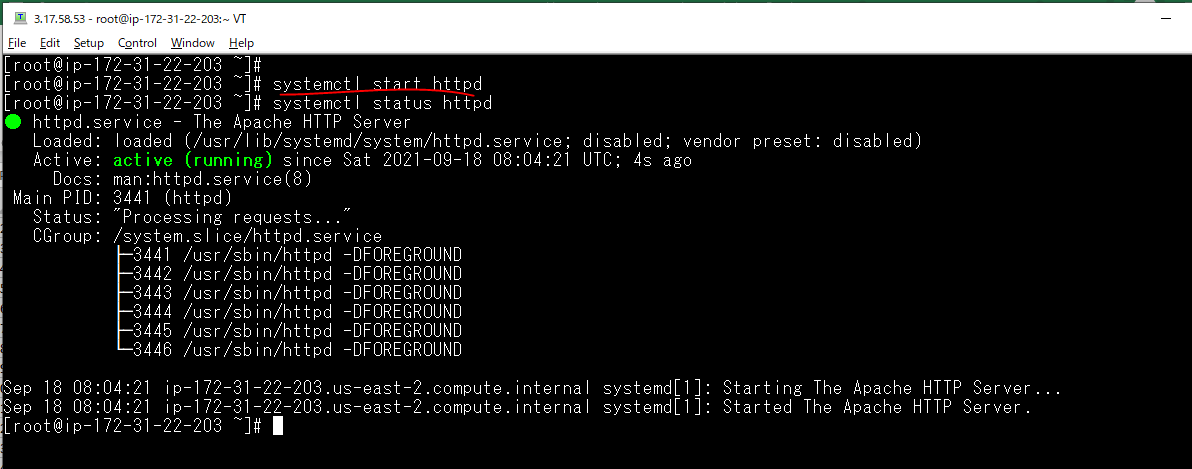 3.17.58.53 - root@ip-172-31-22-203:~ VT
File Edit Setup Control Window Help
[root@ip-172-31-22-203 ~]#
[root@ip-172-31-22-203 ~]# systemctl start httpd
[root@ip-172-31-22-203 ~]# systemctl status httpd
● httpd.service - The Apache HTTP Server
Loaded: loaded (/usr/lib/systemd/system/httpd.service; disabled; vendor preset: disabled)
Active: active (running) since Sat 2021-09-18 08:04:21 UTC; 4s ago
Docs: man:httpd.service(8)
Main PID: 3441 (httpd)
Status: "Processing requests..."
CGroup: /system.slice/httpd.service
├─3441 /usr/sbin/httpd -DFOREGROUND
├─3442 /usr/sbin/httpd -DFOREGROUND
├─3443 /usr/sbin/httpd -DFOREGROUND
├─3444 /usr/sbin/httpd -DFOREGROUND
├─3445 /usr/sbin/httpd -DFOREGROUND
└─3446 /usr/sbin/httpd -DFOREGROUND
Sep 18 08:04:21 ip-172-31-22-203.us-east-2.compute.internal systemd[1]: Starting The Apache HTTP Server...
Sep 18 08:04:21 ip-172-31-22-203.us-east-2.compute.internal systemd[1]: Started The Apache HTTP Server.
[root@ip-172-31-22-203 ~]#